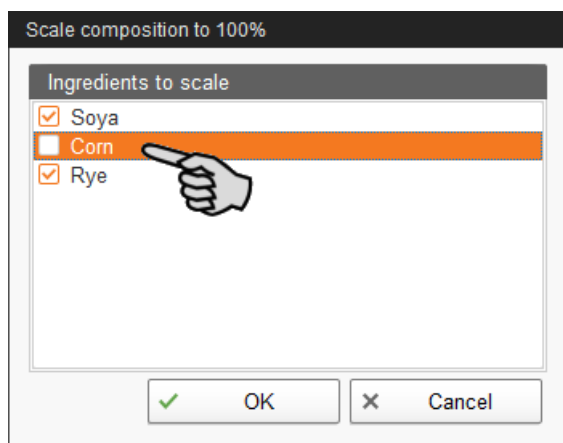 Scale composition to 100%
Ingredients to scale
Soya
Corn
Rye
OK Cancel